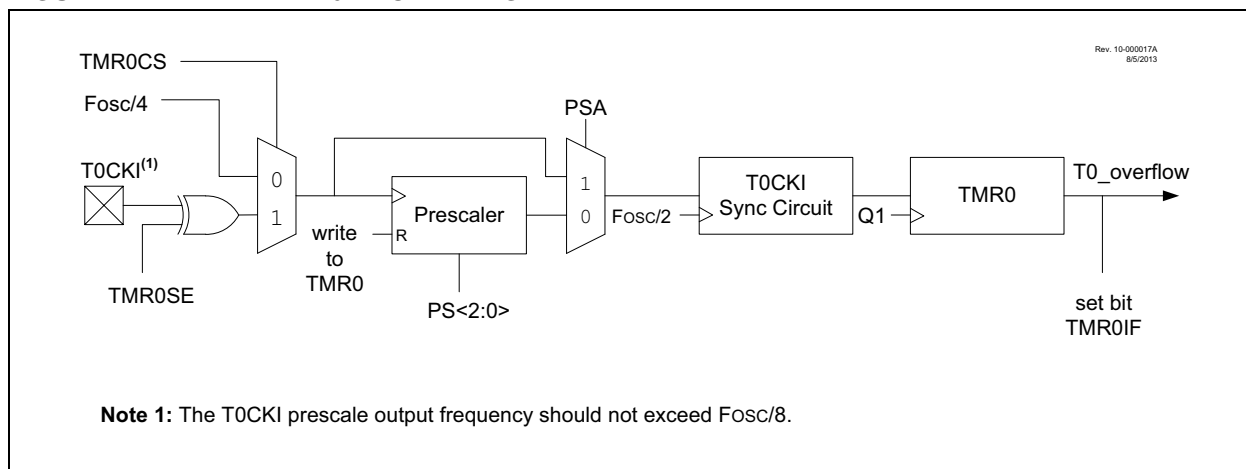 Rev. 10-000017A
8/5/2013
TMR0CS
Fosc/4
PSA
T0CKI(1)
0
1
Prescaler
R
write
to
TMR0
1
0
FOSC/2
T0CKI
Sync Circuit
Q1
TMR0
T0_overflow
TMR0SE
PS<2:0>
set bit
TMR0IF
Note 1: The T0CKI prescale output frequency should not exceed FOSC/8.